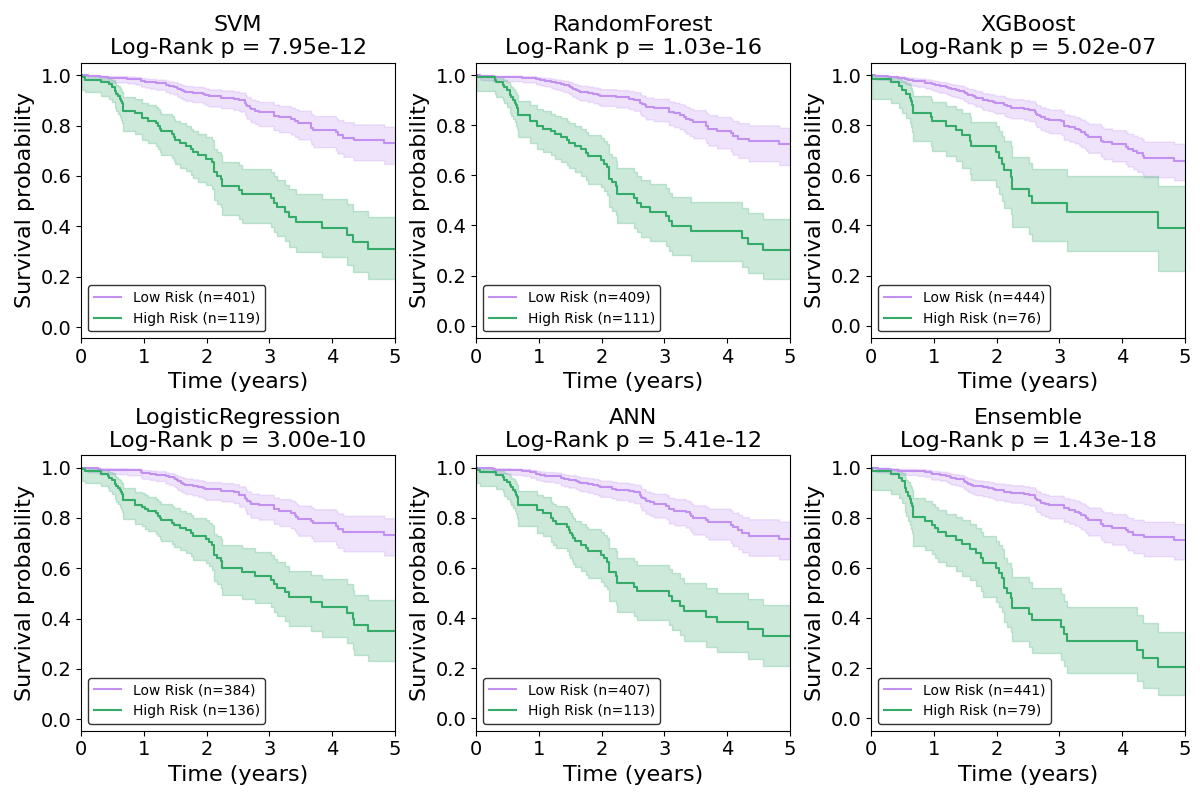 SVM
Log-Rank p = 7.95e-12
Survival probability
1.0
0.8
0.6
0.4
0.2
0.0
Low Risk (n=401)
High Risk (n=119)
0 1 2 3 4 5
Time (years)
RandomForest
Log-Rank p = 1.03e-16
Survival probability
1.0
0.8
0.6
0.4
0.2
0.0
Low Risk (n=409)
High Risk (n=111)
0 1 2 3 4 5
Time (years)
XGBoost
Log-Rank p = 5.02e-07
Survival probability
1.0
0.8
0.6
0.4
0.2
0.0
Low Risk (n=444)
High Risk (n=76)
0 1 2 3 4 5
Time (years)
LogisticRegression
Log-Rank p = 3.00e-10
Survival probability
1.0
0.8
0.6
0.4
0.2
0.0
Low Risk (n=384)
High Risk (n=136)
0 1 2 3 4 5
Time (years)
ANN
Log-Rank p = 5.41e-12
Survival probability
1.0
0.8
0.6
0.4
0.2
0.0
Low Risk (n=407)
High Risk (n=113)
0 1 2 3 4 5
Time (years)
Ensemble
Log-Rank p = 1.43e-18
Survival probability
1.0
0.8
0.6
0.4
0.2
0.0
Low Risk (n=441)
High Risk (n=79)
0 1 2 3 4 5
Time (years)